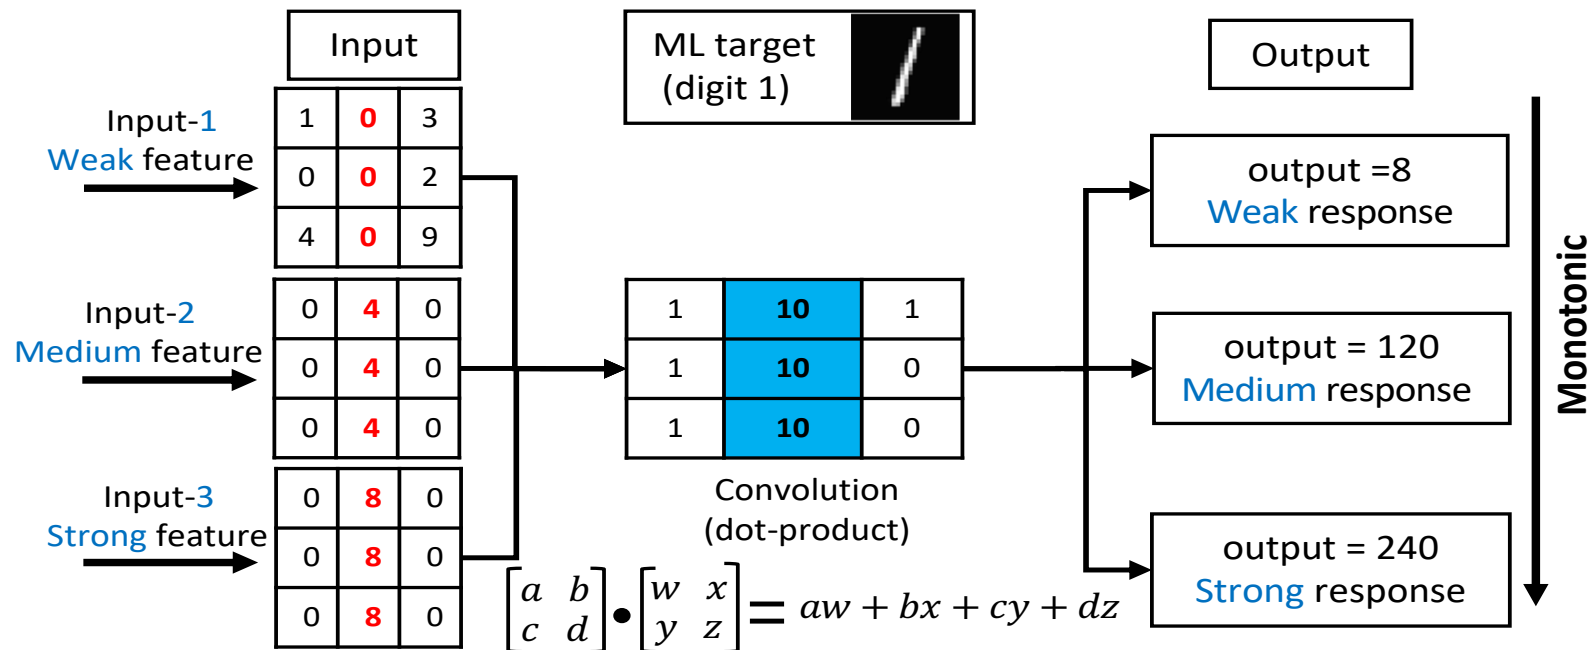 Input
ML target
(digit 1)
Output
Input-1
Weak feature
1 0 3
0 0 2
4 0 9
Input-2
Medium feature
0 4 0
0 4 0
0 4 0
Input-3
Strong feature
0 8 0
0 8 0
0 8 0
1 10 1
1 10 0
1 10 0
Convolution
(dot-product)
[a b
c d] • [w x
y z] = aw + bx + cy + dz
output =8
Weak response
output = 120
Medium response
output = 240
Strong response
Monotonic